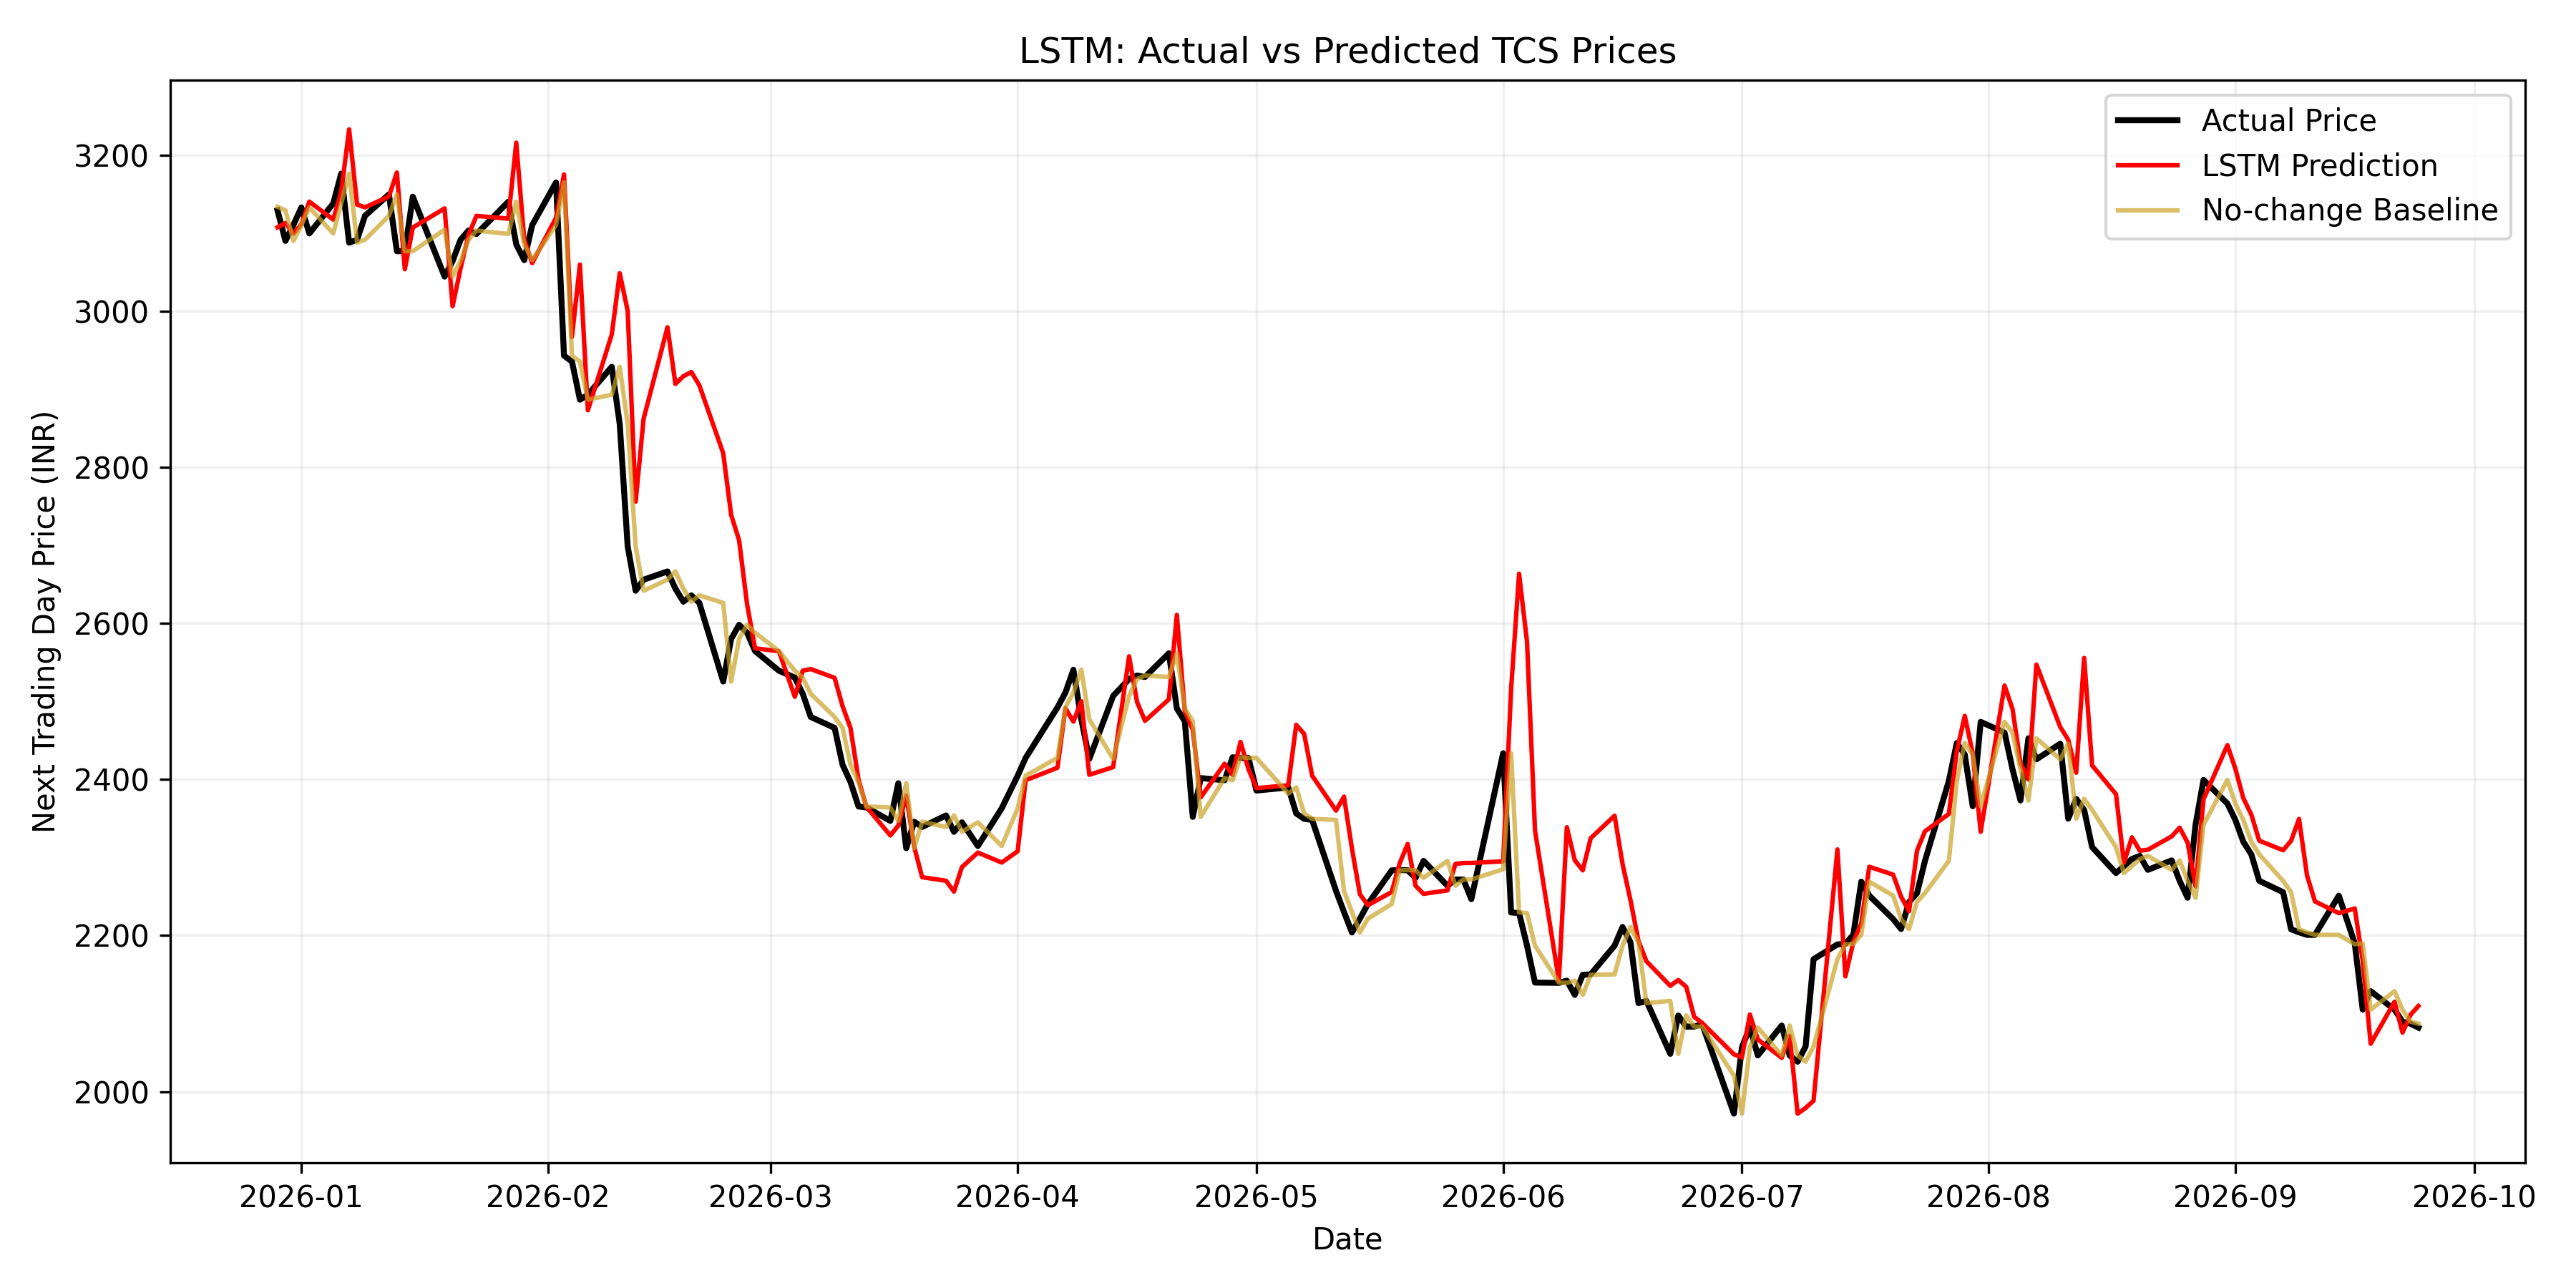 LSTM: Actual vs Predicted TCS Prices
Actual Price
LSTM Prediction
No-change Baseline
Next Trading Day Price (INR)
3200
3000
2800
2600
2400
2200
2000
2026-01 2026-02 2026-03 2026-04 2026-05 2026-06 2026-07 2026-08 2026-09 2026-10
Date